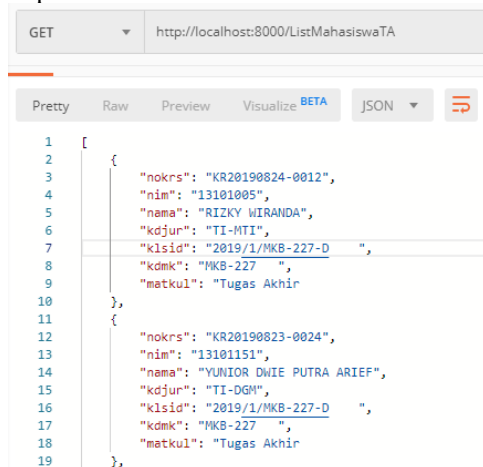 GET http://localhost:8000/ListMahasiswaTA
Pretty Raw Preview Visualize BETA JSON
1 [
2 {
3 "nokrs": "KR20190824-0012",
4 "nim": "13101005",
5 "nama": "RIZKY WIRANDA",
6 "kdjur": "TI-MTI",
7 "klsid": "2019/1/MKB-227-D    ",
8 "kdmk": "MKB-227   ",
9 "matkul": "Tugas Akhir
10 },
11 {
12 "nokrs": "KR20190823-0024",
13 "nim": "13101151",
14 "nama": "YUNIOR DWIE PUTRA ARIEF",
15 "kdjur": "TI-DGM",
16 "klsid": "2019/1/MKB-227-D    ",
17 "kdmk": "MKB-227   ",
18 "matkul": "Tugas Akhir
19 },